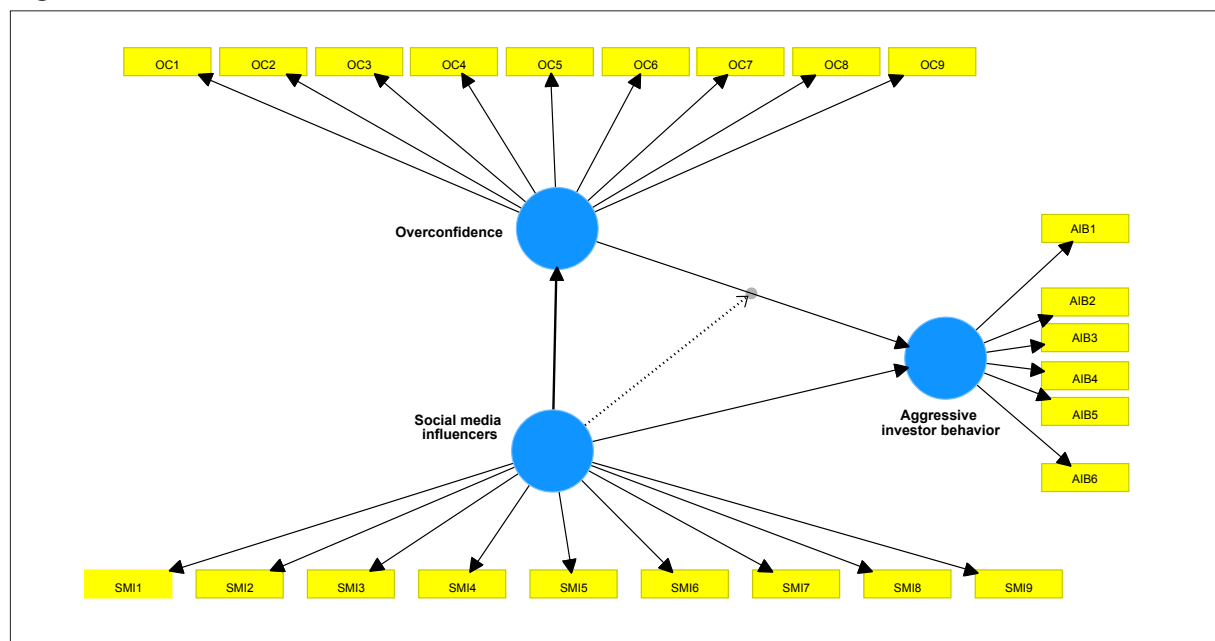 OC1 OC2 OC3 OC4 OC5 OC6 OC7 OC8 OC9
Overconfidence
AIB1
AIB2
AIB3
AIB4
AIB5
AIB6
Aggressive
investor behavior
Social media
influencers
SMI1 SMI2 SMI3 SMI4 SMI5 SMI6 SMI7 SMI8 SMI9